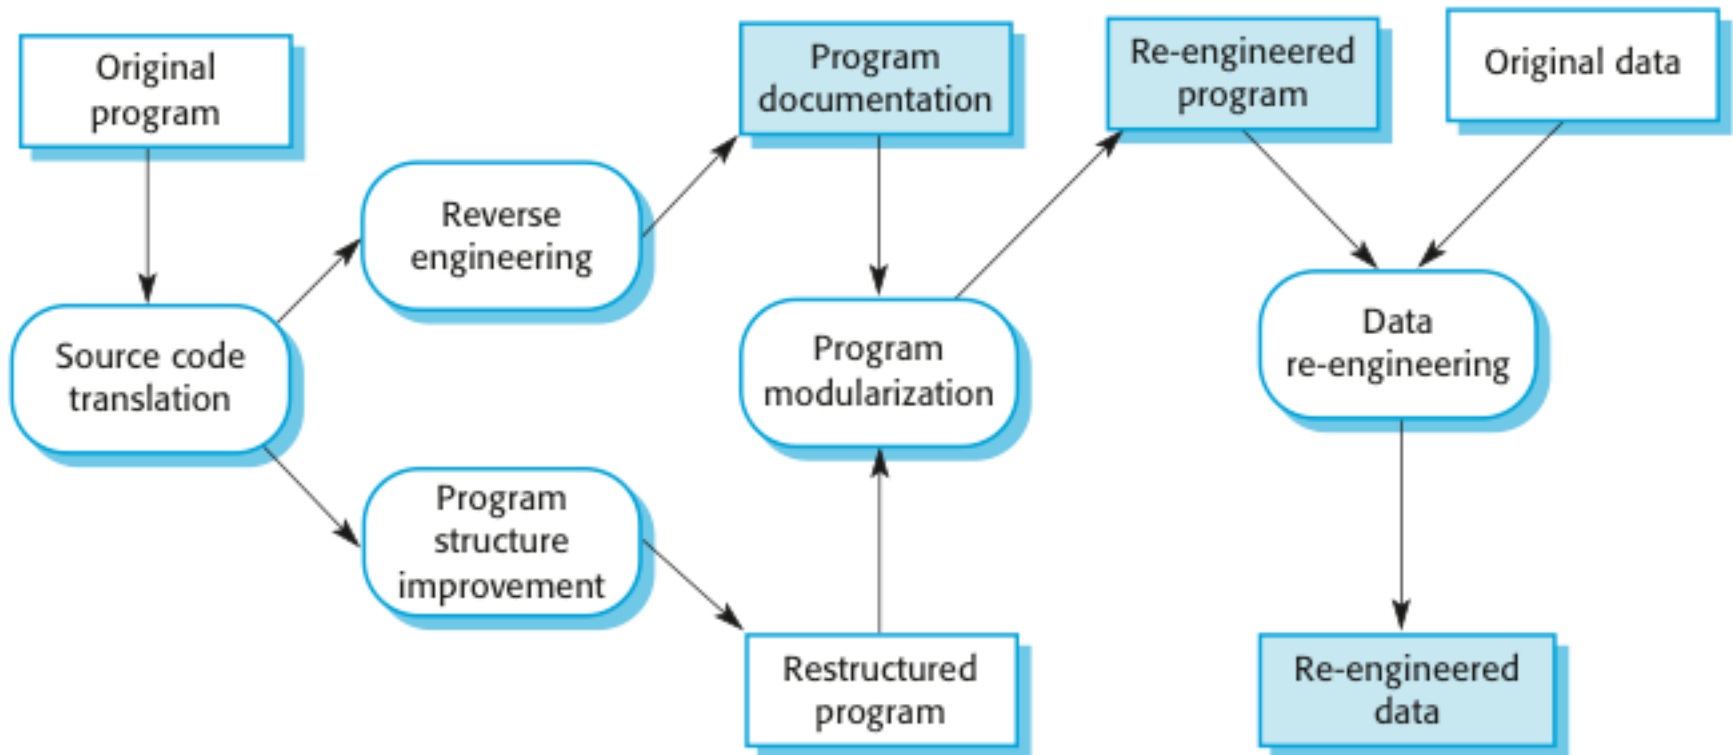 Original
program
Program
documentation
Re-engineered
program
Original data
Reverse
engineering
Source code
translation
Program
modularization
Data
re-engineering
Program
structure
improvement
Restructured
program
Re-engineered
data